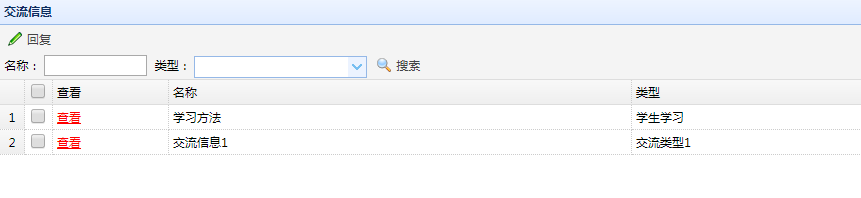 交流信息
回复
名称： 类型： 搜索
查看 名称 类型
1 查看 学习方法 学生学习
2 查看 交流信息1 交流类型1